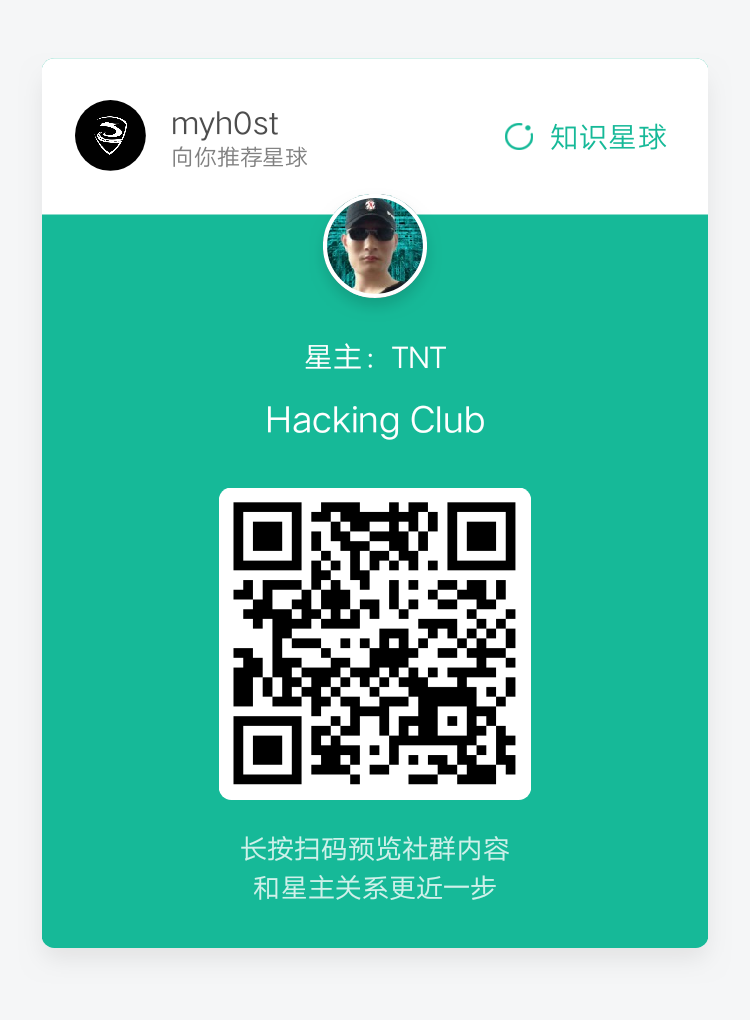 myh0st
向你推荐星球
知识星球
星主：TNT
Hacking Club
长按扫码预览社群内容
和星主关系更近一步